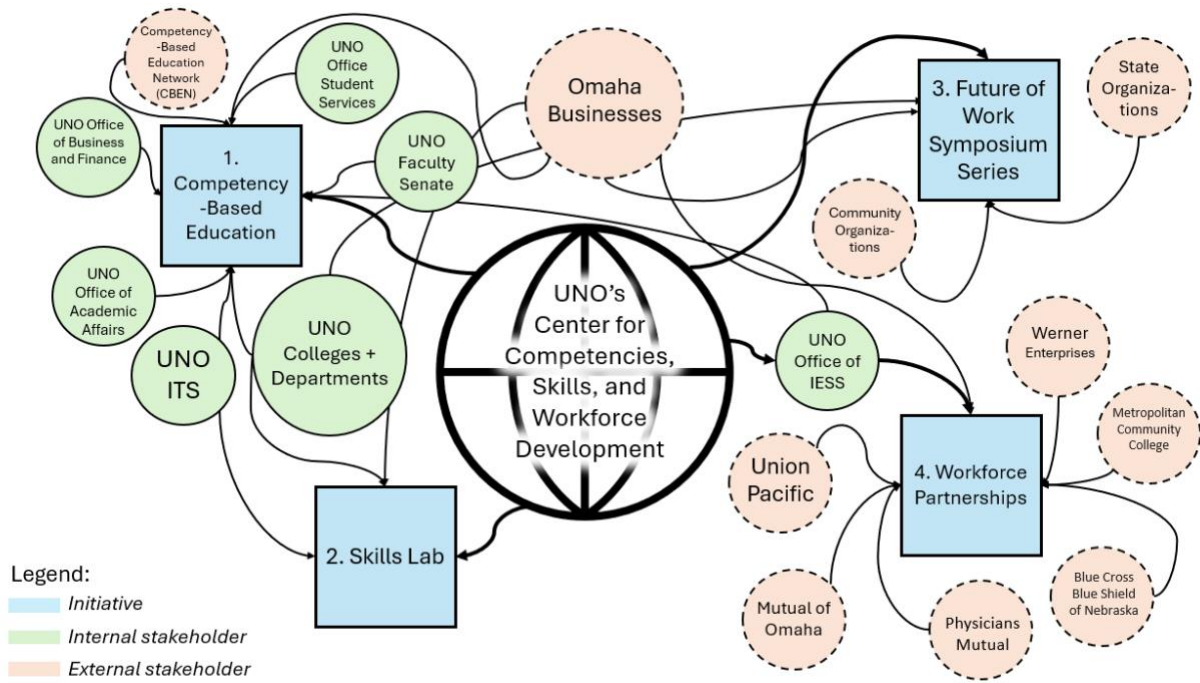 Competency
-Based
Education
Network
(CBEN)
UNO
Office
Student
Services
UNO Office
of Business
and Finance
1.
Competency
-Based
Education
UNO
Faculty
Senate
Omaha
Businesses
3. Future of
Work
Symposium
Series
State
Organiza-
tions
Community
Organiza-
tions
UNO
Office of
Academic
Affairs
UNO
ITS
UNO
Colleges +
Departments
UNO's
Center for
Competencies,
Skills, and
Workforce
Development
UNO
Office of
IESS
Werner
Enterprises
Metropolitan
Community
College
Union
Pacific
4. Workforce
Partnerships
2. Skills Lab
Mutual of
Omaha
Physicians
Mutual
Blue Cross
Blue Shield
of Nebraska
Legend:
Initiative
Internal stakeholder
External stakeholder